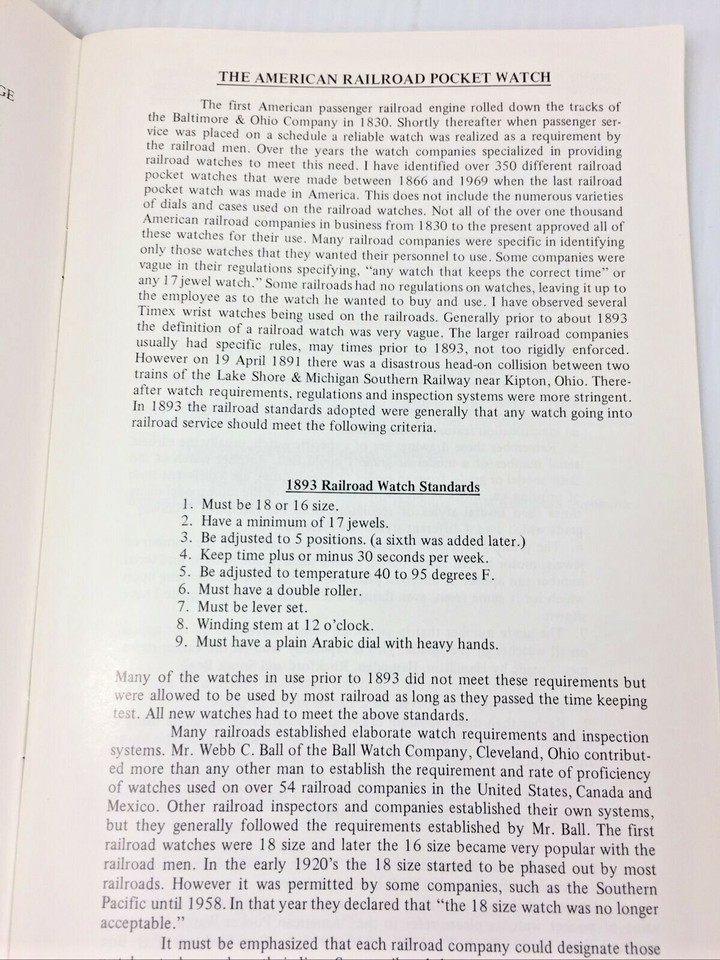 GE
THE AMERICAN RAILROAD POCKET WATCH
The first American passenger railroad engine rolled down the tracks of
the Baltimore & Ohio Company in 1830. Shortly thereafter when passenger ser-
vice was placed on a schedule a reliable watch was realized as a requirement by
the railroad men. Over the years the watch companies specialized in providing
railroad watches to meet this need. I have identified over 350 different railroad
pocket watches that were made between 1866 and 1969 when the last railroad
pocket watch was made in America. This does not include the numerous varieties
of dials and cases used on the railroad watches. Not all of the over one thousand
American railroad companies in business from 1830 to the present approved all of
these watches for their use. Many railroad companies were specific in identifying
only those watches that they wanted their personnel to use. Some companies were
vague in their regulations specifying, “any watch that keeps the correct time” or
any 17 jewel watch.” Some railroads had no regulations on watches, leaving it up to
the employee as to the watch he wanted to buy and use. I have observed several
Timex wrist watches being used on the railroads. Generally prior to about 1893
the definition of a railroad watch was very vague. The larger railroad companies
usually had specific rules, may times prior to 1893, not too rigidly enforced.
However on 19 April 1891 there was a disastrous head-on collision between two
trains of the Lake Shore & Michigan Southern Railway near Kipton, Ohio. There-
after watch requirements, regulations and inspection systems were more stringent.
In 1893 the railroad standards adopted were generally that any watch going into
railroad service should meet the following criteria.
1893 Railroad Watch Standards
1. Must be 18 or 16 size.
2. Have a minimum of 17 jewels.
3. Be adjusted to 5 positions. (a sixth was added later.)
4. Keep time plus or minus 30 seconds per week.
5. Be adjusted to temperature 40 to 95 degrees F.
6. Must have a double roller.
7. Must be lever set.
8. Winding stem at 12 o’clock.
9. Must have a plain Arabic dial with heavy hands.
Many of the watches in use prior to 1893 did not meet these requirements but
were allowed to be used by most railroad as long as they passed the time keeping
test. All new watches had to meet the above standards.
Many railroads established elaborate watch requirements and inspection
systems. Mr. Webb C. Ball of the Ball Watch Company, Cleveland, Ohio contribut-
ed more than any other man to establish the requirement and rate of proficiency
of watches used on over 54 railroad companies in the United States, Canada and
Mexico. Other railroad inspectors and companies established their own systems,
but they generally followed the requirements established by Mr. Ball. The first
railroad watches were 18 size and later the 16 size became very popular with the
railroad men. In the early 1920’s the 18 size started to be phased out by most
railroads. However it was permitted by some companies, such as the Southern
Pacific until 1958. In that year they declared that “the 18 size watch was no longer
acceptable.”
It must be emphasized that each railroad company could designate those